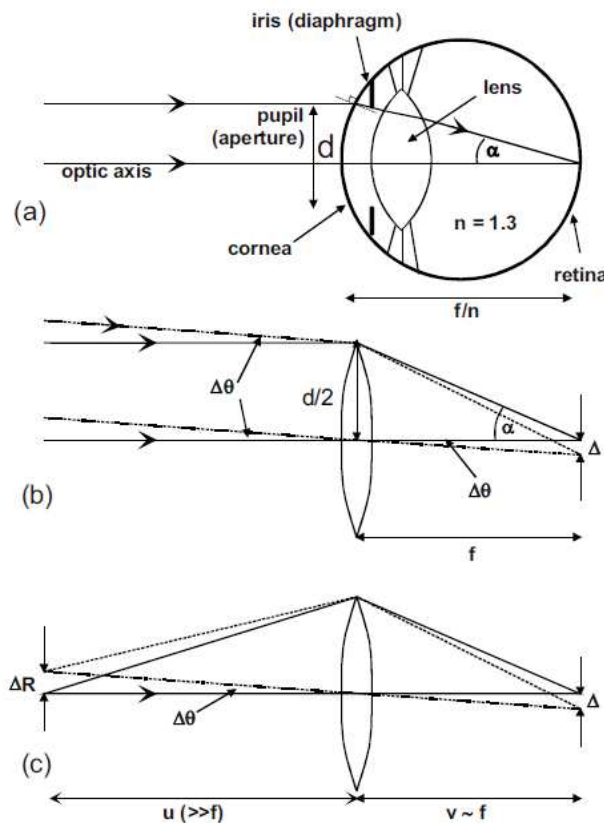 iris (diaphragm)
lens
pupil
(aperture)
d
α
optic axis
(a)
n = 1.3
cornea
retina
f/n
Δθ
d/2
α
Δ
Δθ
(b)
f
ΔR
Δθ
Δ
(c)
u (>>f)
v ~ f